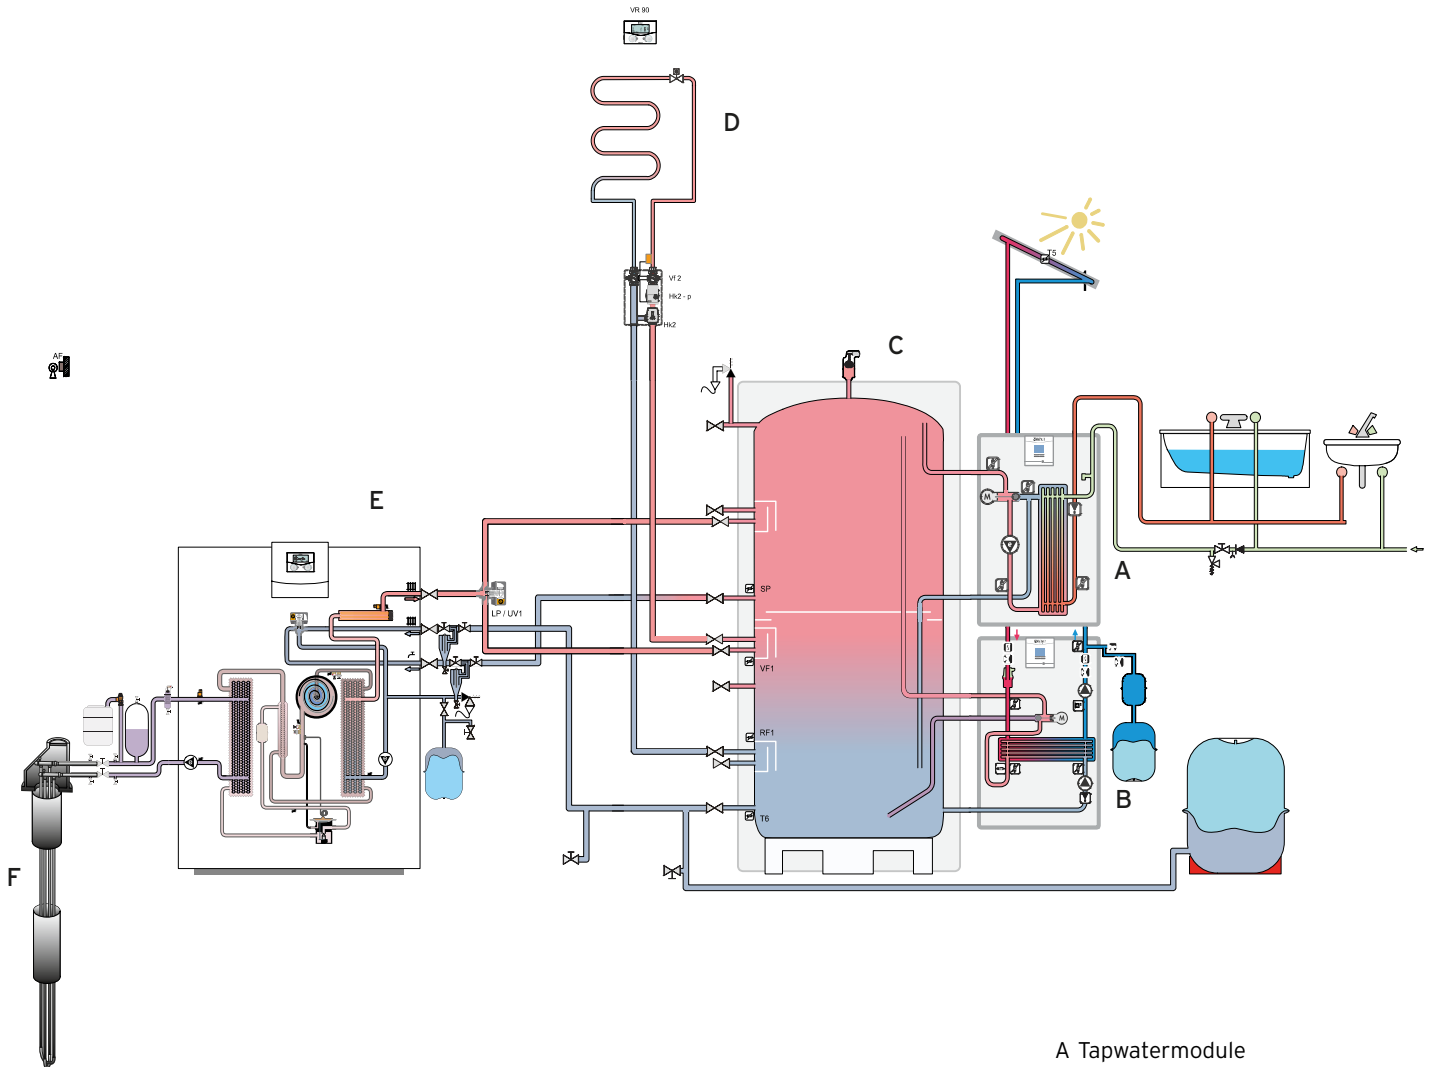 VR 90
D
T5
Vf 2
Hk2 - p
Hk2
C
AF
E
M
A
SP
LP / UV1
VF1
M
RF1
B
T6
F
A Tapwatermodule